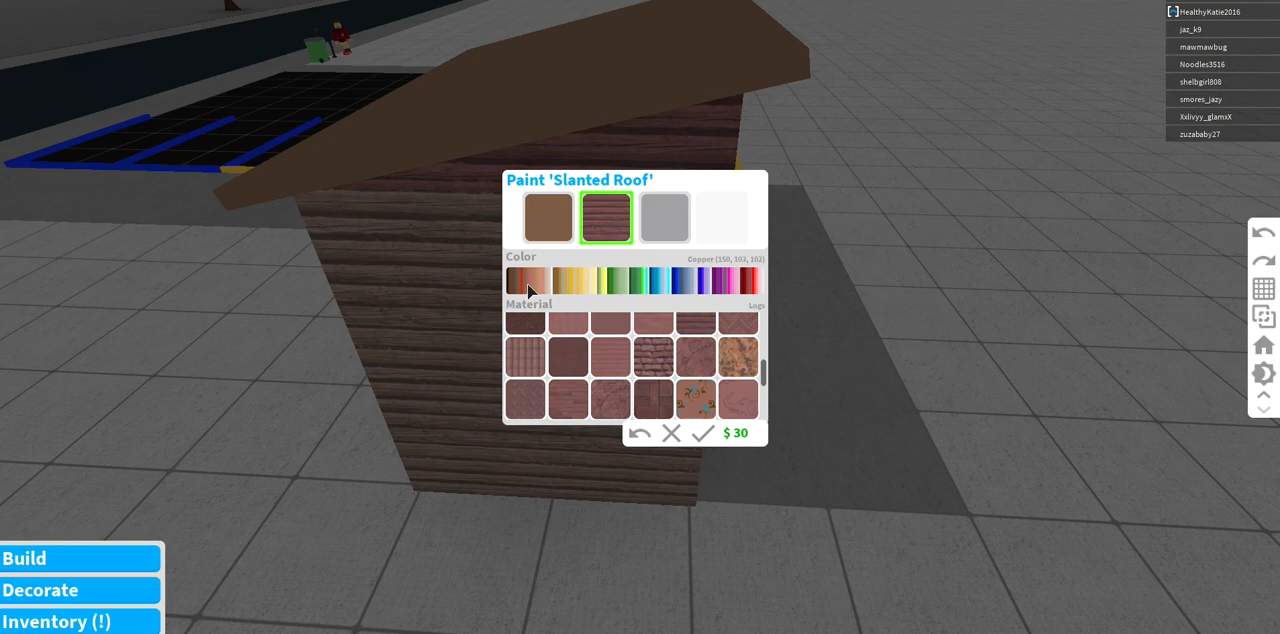 HealthyKatie2016
jaz_k9
mawmawbug
Noodles3516
shelbgirl808
smores_jazy
Xxlivyy_glamxX
zuzababy27
Paint 'Slanted Roof'
Color
Copper (150, 103, 102)
Material
Logs
$ 30
Build
Decorate
Inventory (!)